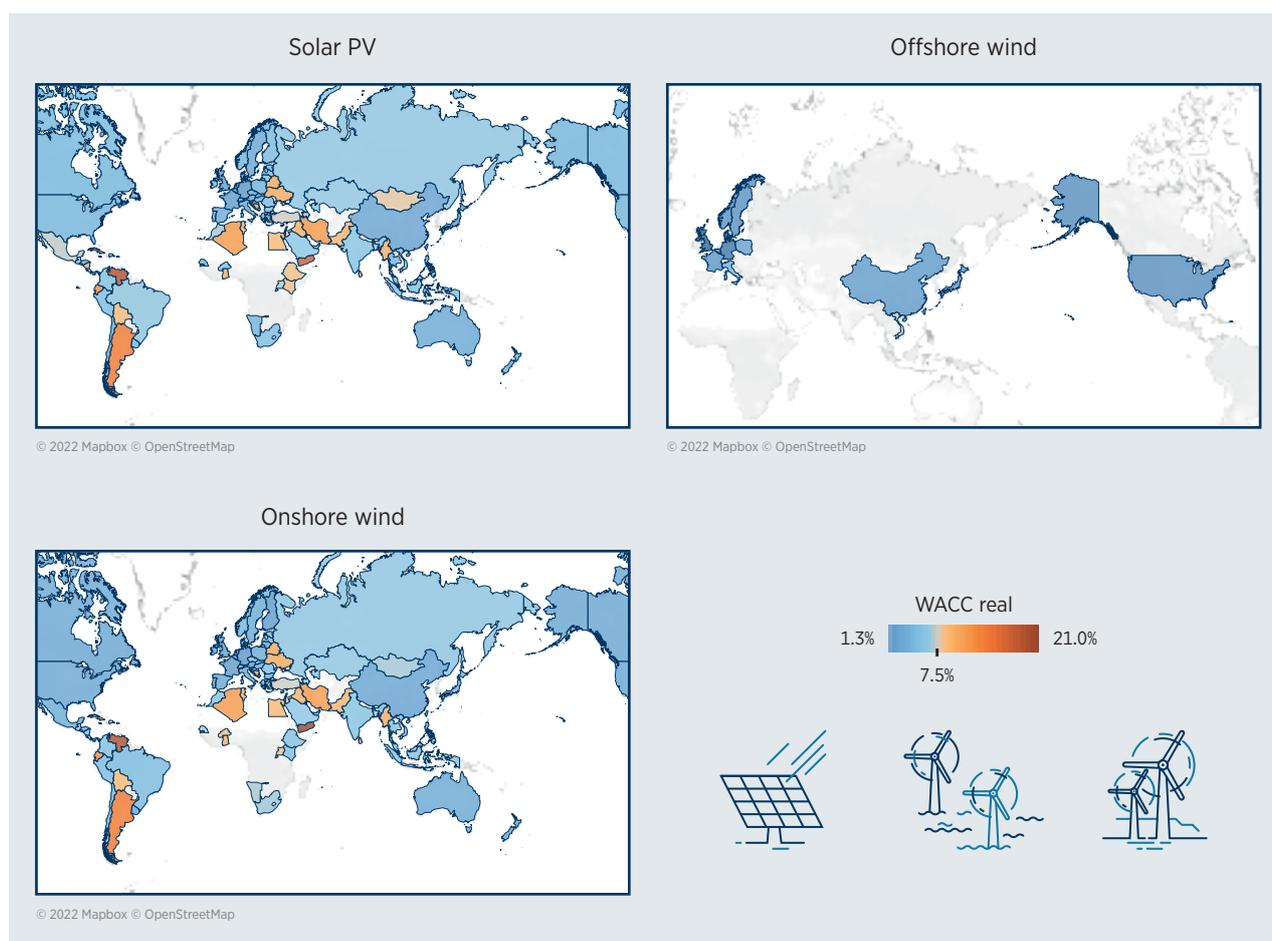 Solar PV
Offshore wind
© 2022 Mapbox © OpenStreetMap
© 2022 Mapbox © OpenStreetMap
Onshore wind
WACC real
1.3%
21.0%
7.5%
© 2022 Mapbox © OpenStreetMap